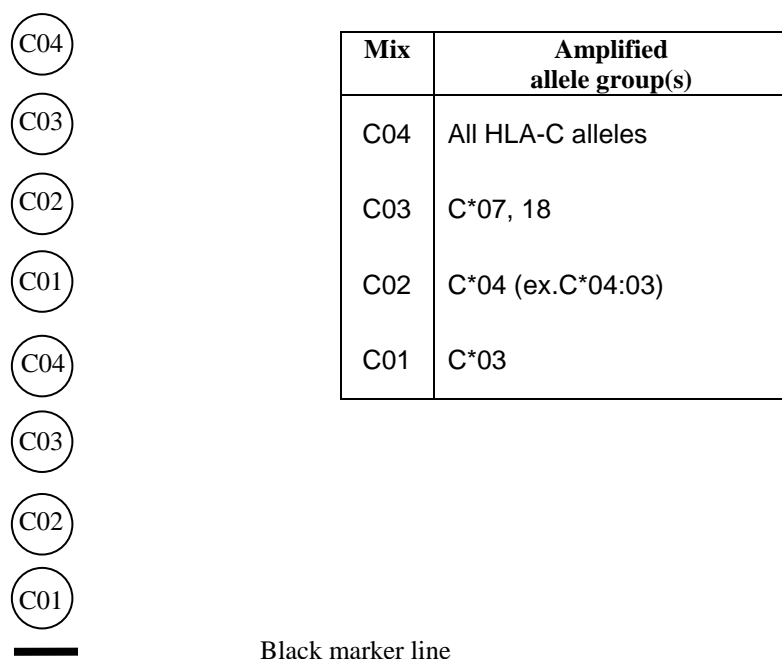 C04
C03
C02
C01
C04
C03
C02
C01
Mix Amplified
allele group(s)
C04 All HLA-C alleles
C03 C*07, 18
C02 C*04 (ex.C*04:03)
C01 C*03
Black marker line